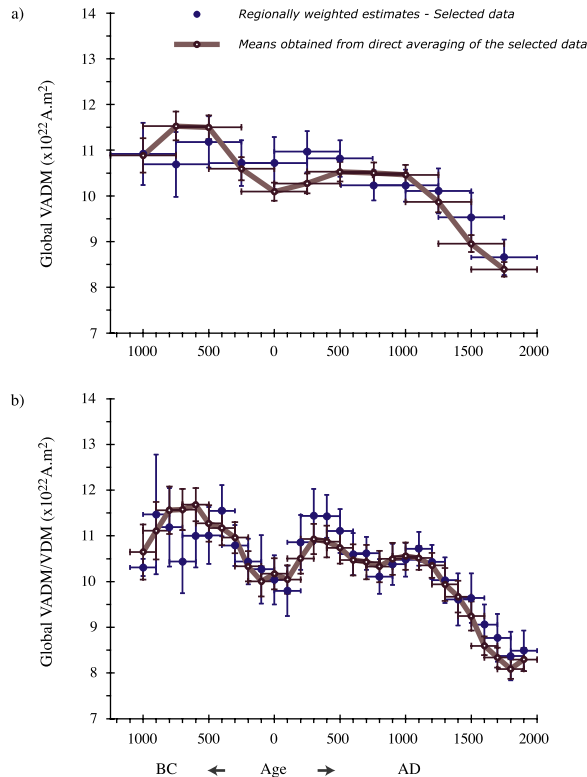 a)
Regionally weighted estimates - Selected data
Means obtained from direct averaging of the selected data
Global VADM (x10²²A.m²)
14
13
12
11
10
9
8
7
1000 500 0 500 1000 1500 2000
b)
Global VADM/VDM (x10²²A.m²)
14
13
12
11
10
9
8
7
1000 500 0 500 1000 1500 2000
BC Age AD